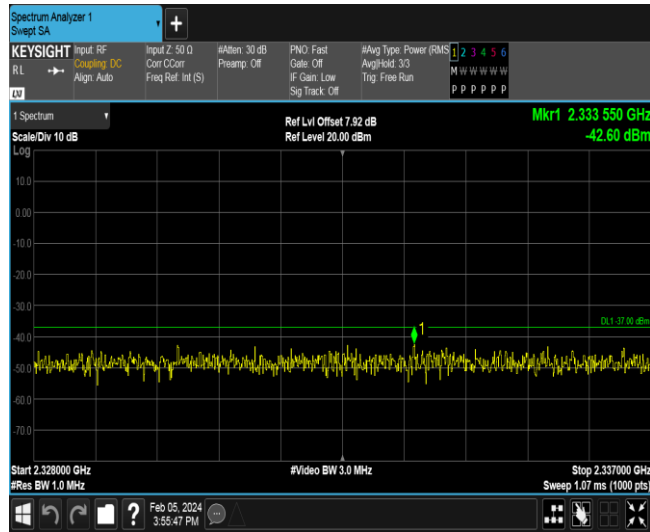 Spectrum Analyzer 1
Swept SA
+
KEYSIGHT
RL
LXI
Input: RF
Coupling: DC
Align: Auto
Input Z: 50 Ω
Corr CCorr
Freq Ref: Int (S)
#Atten: 30 dB
Preamp: Off
PNO: Fast
Gate: Off
IF Gain: Low
Sig Track: Off
#Avg Type: Power (RMS
Avg|Hold: 3/3
Trig: Free Run
1 2 3 4 5 6
M W W W W W
P P P P P P
1 Spectrum
Scale/Div 10 dB
Log
Ref Lvl Offset 7.92 dB
Ref Level 20.00 dBm
Mkr1 2.333 550 GHz
-42.60 dBm
10.0
0.00
-10.0
-20.0
-30.0
DL1 -37.00 dBm
1
-40.0
-50.0
-60.0
-70.0
Start 2.328000 GHz
#Res BW 1.0 MHz
#Video BW 3.0 MHz
Stop 2.337000 GHz
Sweep 1.07 ms (1000 pts)
?
Feb 05, 2024
3:55:47 PM